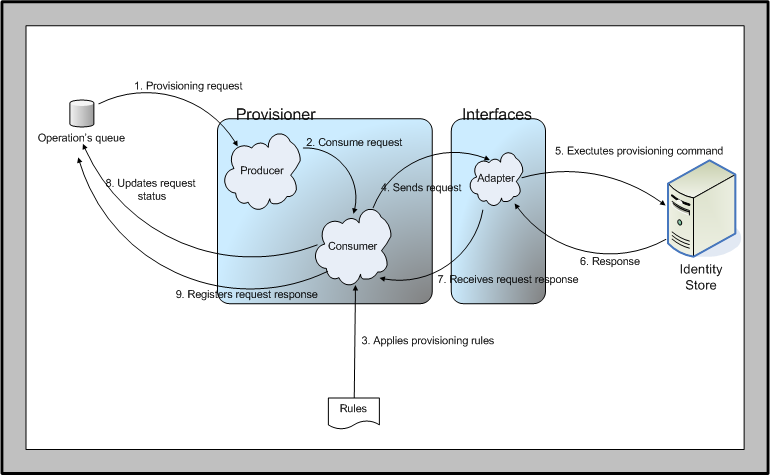 1. Provisioning request
Operation's queue
Provisioner
Interfaces
Producer
2. Consume request
Adapter
5. Exectutes provisioning command
8. Updates request
status
4. Sends request
Consumer
6. Response
Identity
Store
7. Receives request response
9. Registers request response
3. Applies provisioning rules
Rules